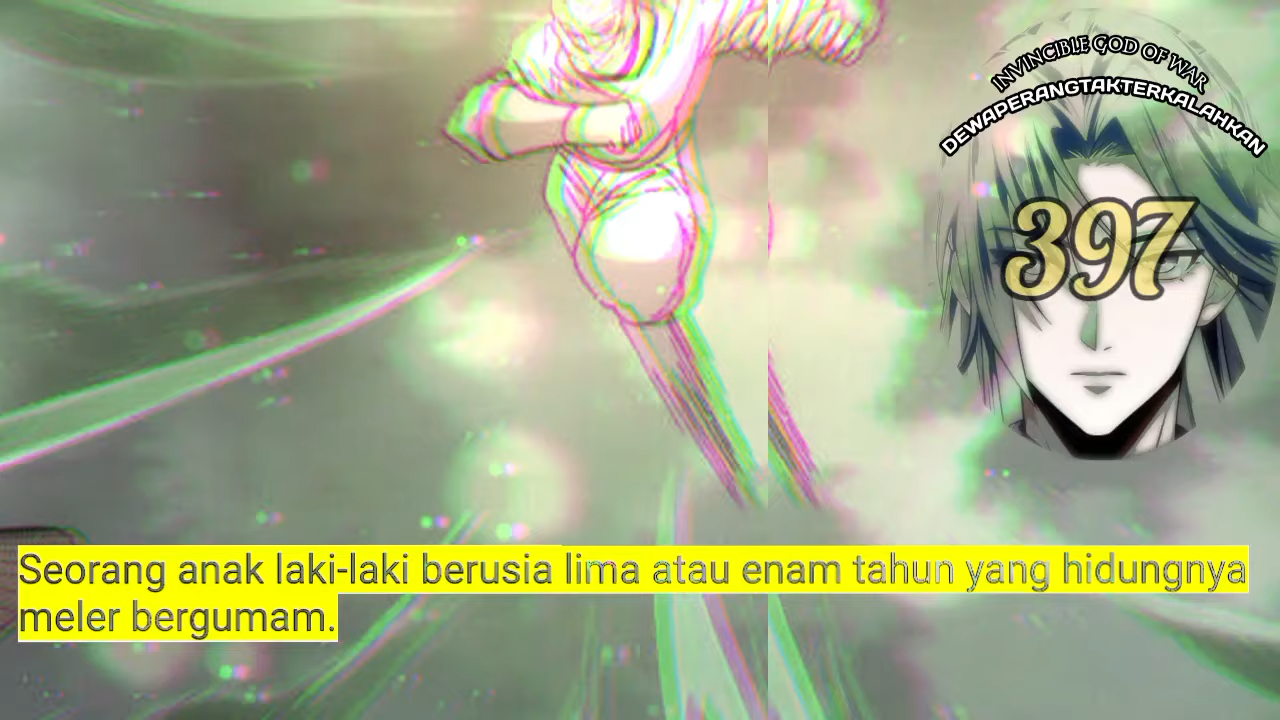 INVINCIBLE GOD OF WAR
DEWAPERANGTAKTERKALAHKAN
397
Seorang anak laki-laki berusia lima atau enam tahun yang hidungnya
meler bergumam.